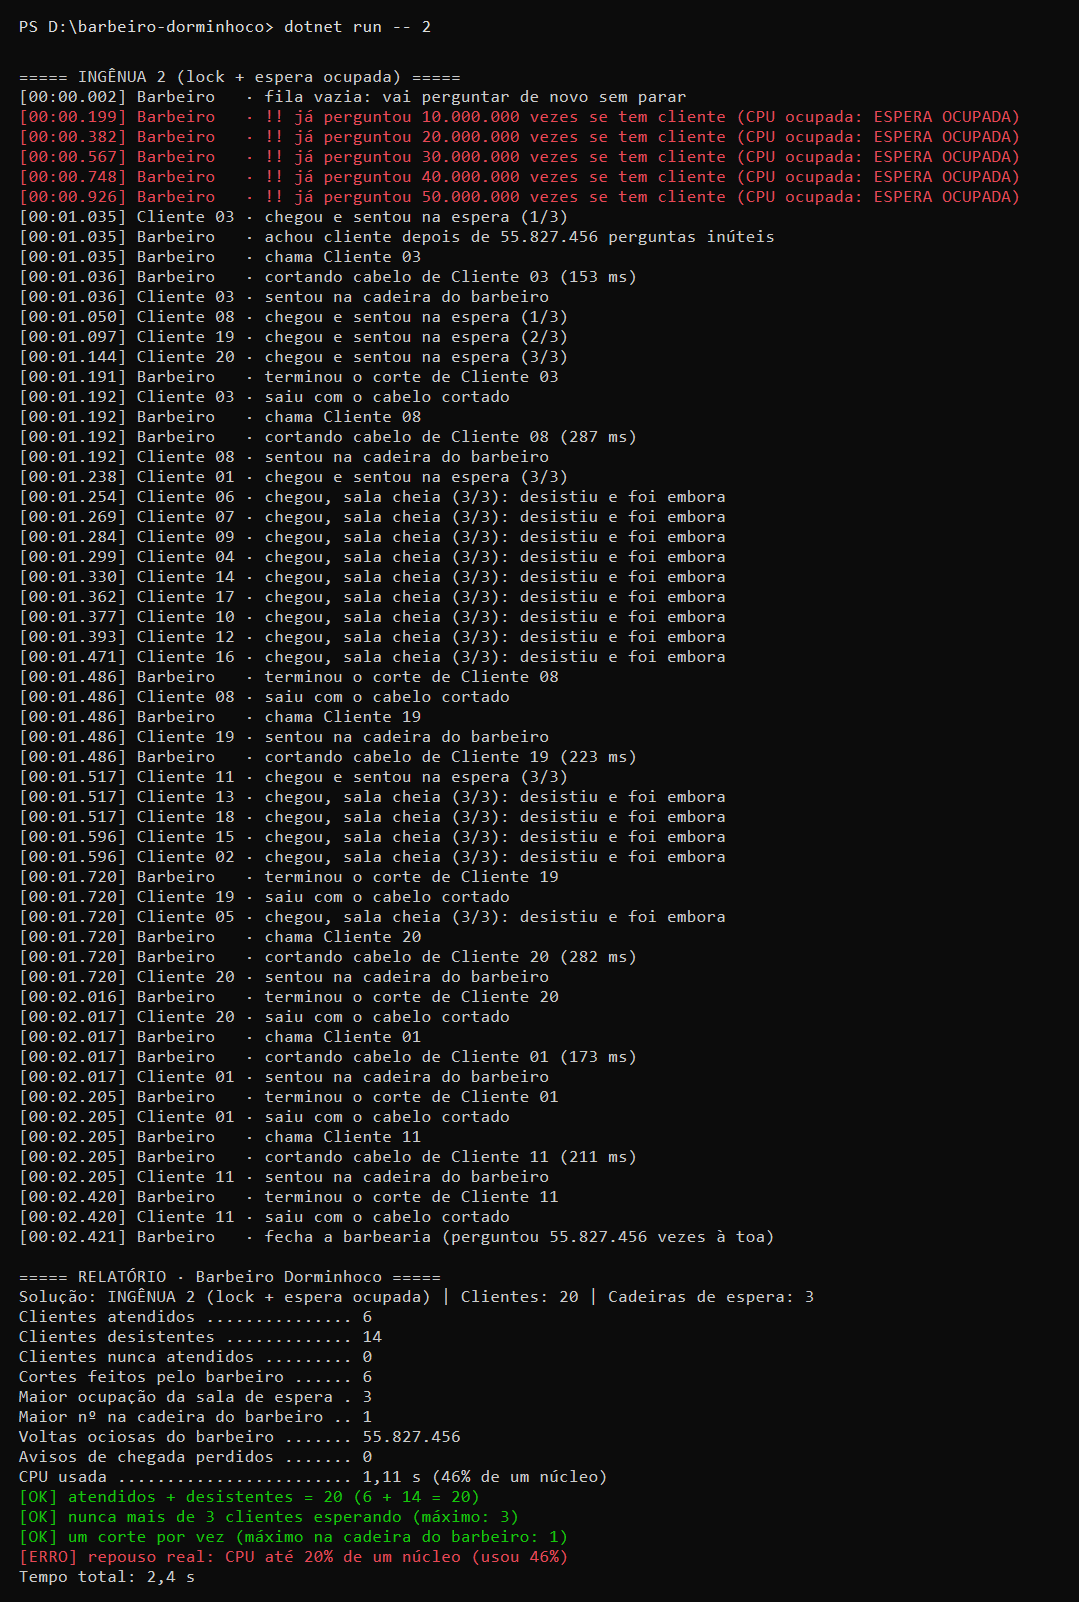 PS D:\barbeiro-dorminhoco> dotnet run -- 2
===== INGÊNUA 2 (lock + espera ocupada) =====
[00:00.002] Barbeiro   · fila vazia: vai perguntar de novo sem parar
[00:00.199] Barbeiro   · !! já perguntou 10.000.000 vezes se tem cliente (CPU ocupada: ESPERA OCUPADA)
[00:00.382] Barbeiro   · !! já perguntou 20.000.000 vezes se tem cliente (CPU ocupada: ESPERA OCUPADA)
[00:00.567] Barbeiro   · !! já perguntou 30.000.000 vezes se tem cliente (CPU ocupada: ESPERA OCUPADA)
[00:00.748] Barbeiro   · !! já perguntou 40.000.000 vezes se tem cliente (CPU ocupada: ESPERA OCUPADA)
[00:00.926] Barbeiro   · !! já perguntou 50.000.000 vezes se tem cliente (CPU ocupada: ESPERA OCUPADA)
[00:01.035] Cliente 03 · chegou e sentou na espera (1/3)
[00:01.035] Barbeiro   · achou cliente depois de 55.827.456 perguntas inúteis
[00:01.035] Barbeiro   · chama Cliente 03
[00:01.036] Barbeiro   · cortando cabelo de Cliente 03 (153 ms)
[00:01.036] Cliente 03 · sentou na cadeira do barbeiro
[00:01.050] Cliente 08 · chegou e sentou na espera (1/3)
[00:01.097] Cliente 19 · chegou e sentou na espera (2/3)
[00:01.144] Cliente 20 · chegou e sentou na espera (3/3)
[00:01.191] Barbeiro   · terminou o corte de Cliente 03
[00:01.192] Cliente 03 · saiu com o cabelo cortado
[00:01.192] Barbeiro   · chama Cliente 08
[00:01.192] Barbeiro   · cortando cabelo de Cliente 08 (287 ms)
[00:01.192] Cliente 08 · sentou na cadeira do barbeiro
[00:01.238] Cliente 01 · chegou e sentou na espera (3/3)
[00:01.254] Cliente 06 · chegou, sala cheia (3/3): desistiu e foi embora
[00:01.269] Cliente 07 · chegou, sala cheia (3/3): desistiu e foi embora
[00:01.284] Cliente 09 · chegou, sala cheia (3/3): desistiu e foi embora
[00:01.299] Cliente 04 · chegou, sala cheia (3/3): desistiu e foi embora
[00:01.330] Cliente 14 · chegou, sala cheia (3/3): desistiu e foi embora
[00:01.362] Cliente 17 · chegou, sala cheia (3/3): desistiu e foi embora
[00:01.377] Cliente 10 · chegou, sala cheia (3/3): desistiu e foi embora
[00:01.393] Cliente 12 · chegou, sala cheia (3/3): desistiu e foi embora
[00:01.471] Cliente 16 · chegou, sala cheia (3/3): desistiu e foi embora
[00:01.486] Barbeiro   · terminou o corte de Cliente 08
[00:01.486] Cliente 08 · saiu com o cabelo cortado
[00:01.486] Barbeiro   · chama Cliente 19
[00:01.486] Cliente 19 · sentou na cadeira do barbeiro
[00:01.486] Barbeiro   · cortando cabelo de Cliente 19 (223 ms)
[00:01.517] Cliente 11 · chegou e sentou na espera (3/3)
[00:01.517] Cliente 13 · chegou, sala cheia (3/3): desistiu e foi embora
[00:01.517] Cliente 18 · chegou, sala cheia (3/3): desistiu e foi embora
[00:01.596] Cliente 15 · chegou, sala cheia (3/3): desistiu e foi embora
[00:01.596] Cliente 02 · chegou, sala cheia (3/3): desistiu e foi embora
[00:01.720] Barbeiro   · terminou o corte de Cliente 19
[00:01.720] Cliente 19 · saiu com o cabelo cortado
[00:01.720] Cliente 05 · chegou, sala cheia (3/3): desistiu e foi embora
[00:01.720] Barbeiro   · chama Cliente 20
[00:01.720] Barbeiro   · cortando cabelo de Cliente 20 (282 ms)
[00:01.720] Cliente 20 · sentou na cadeira do barbeiro
[00:02.016] Barbeiro   · terminou o corte de Cliente 20
[00:02.017] Cliente 20 · saiu com o cabelo cortado
[00:02.017] Barbeiro   · chama Cliente 01
[00:02.017] Barbeiro   · cortando cabelo de Cliente 01 (173 ms)
[00:02.017] Cliente 01 · sentou na cadeira do barbeiro
[00:02.205] Barbeiro   · terminou o corte de Cliente 01
[00:02.205] Cliente 01 · saiu com o cabelo cortado
[00:02.205] Barbeiro   · chama Cliente 11
[00:02.205] Barbeiro   · cortando cabelo de Cliente 11 (211 ms)
[00:02.205] Cliente 11 · sentou na cadeira do barbeiro
[00:02.420] Barbeiro   · terminou o corte de Cliente 11
[00:02.420] Cliente 11 · saiu com o cabelo cortado
[00:02.421] Barbeiro   · fecha a barbearia (perguntou 55.827.456 vezes à toa)
===== RELATÓRIO · Barbeiro Dorminhoco =====
Solução: INGÊNUA 2 (lock + espera ocupada) | Clientes: 20 | Cadeiras de espera: 3
Clientes atendidos ............... 6
Clientes desistentes ............. 14
Clientes nunca atendidos ......... 0
Cortes feitos pelo barbeiro ...... 6
Maior ocupação da sala de espera . 3
Maior nº na cadeira do barbeiro .. 1
Voltas ociosas do barbeiro ....... 55.827.456
Avisos de chegada perdidos ....... 0
CPU usada ........................ 1,11 s (46% de um núcleo)
[OK] atendidos + desistentes = 20 (6 + 14 = 20)
[OK] nunca mais de 3 clientes esperando (máximo: 3)
[OK] um corte por vez (máximo na cadeira do barbeiro: 1)
[ERRO] repouso real: CPU até 20% de um núcleo (usou 46%)
Tempo total: 2,4 s